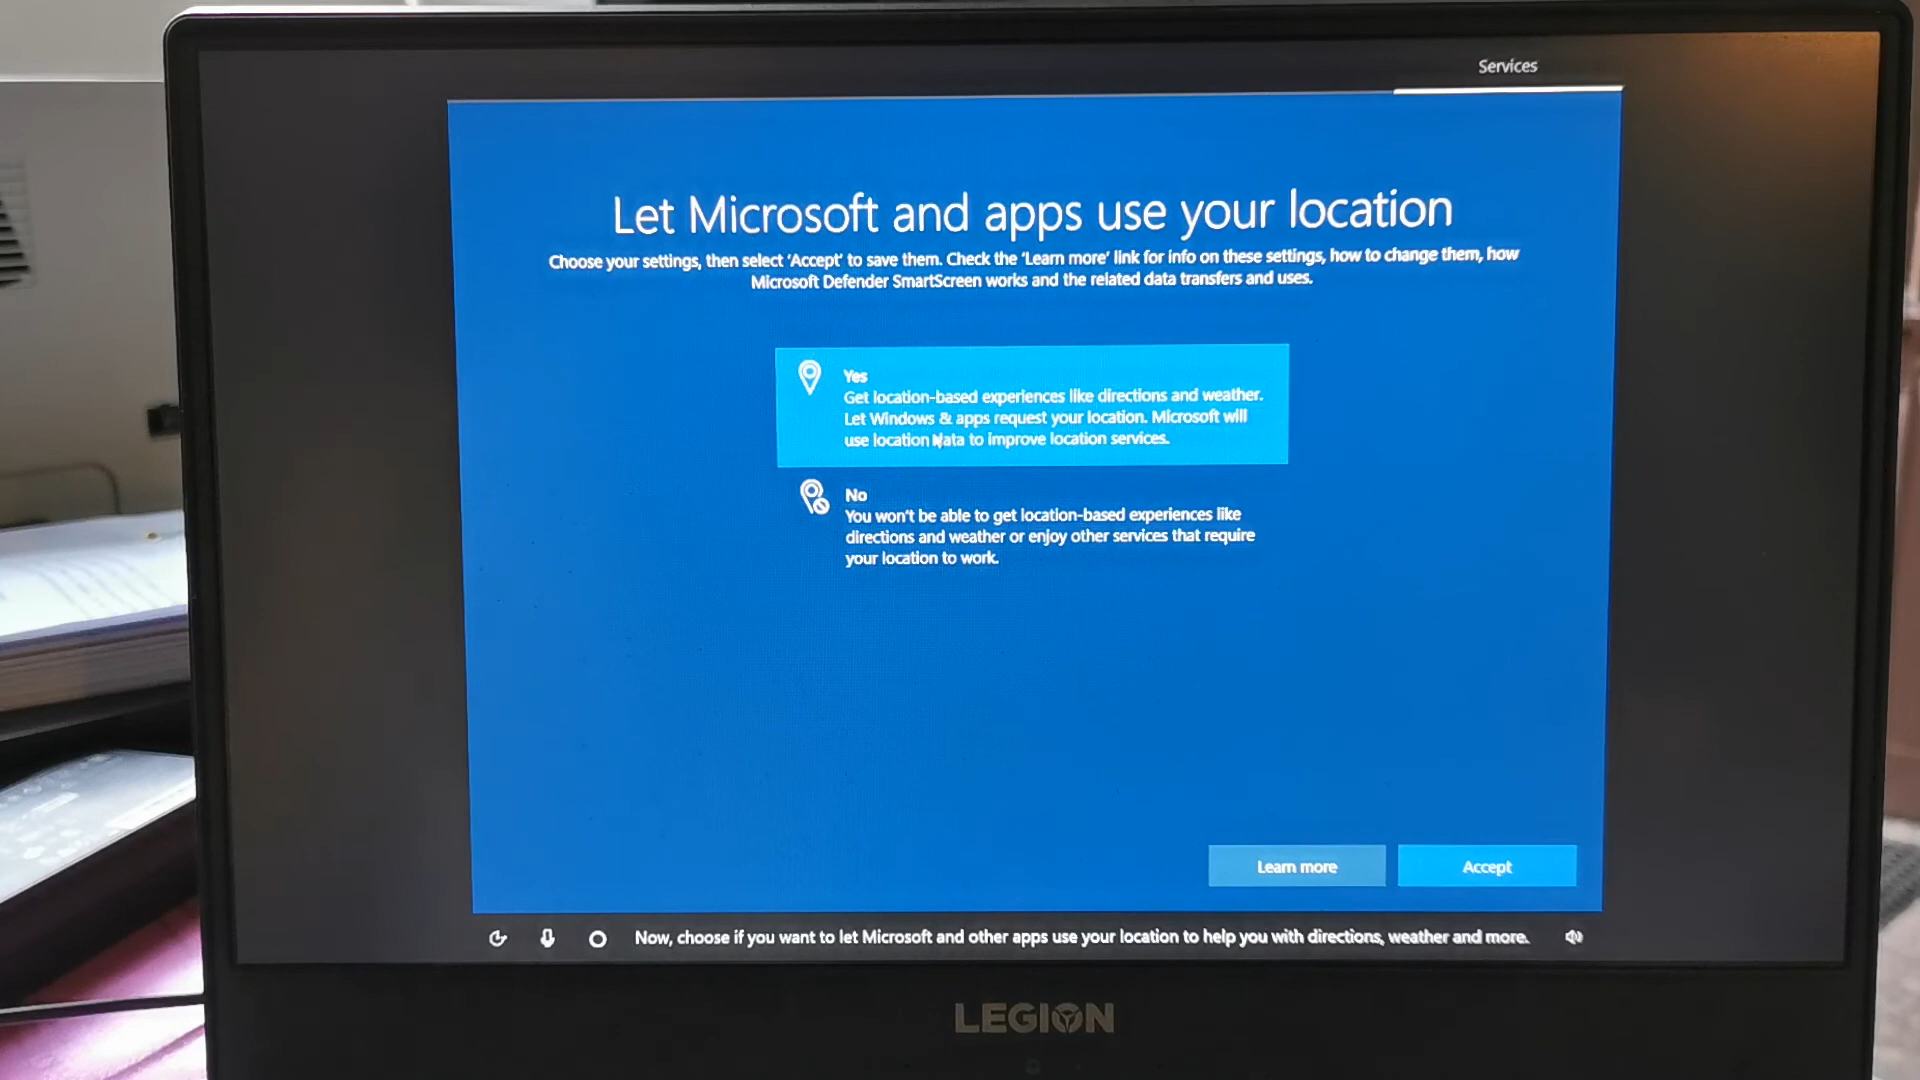 Services
Let Microsoft and apps use your location
Choose your settings, then select ‘Accept’ to save them. Check the ‘Learn more’ link for info on these settings, how to change them, how
Microsoft Defender SmartScreen works and the related data transfers and uses.
Yes
Get location-based experiences like directions and weather.
Let Windows & apps request your location. Microsoft will
use location data to improve location services.
No
You won't be able to get location-based experiences like
directions and weather or enjoy other services that require
your location to work.
Learn more
Accept
Now, choose if you want to let Microsoft and other apps use your location to help you with directions, weather and more.
LEGION